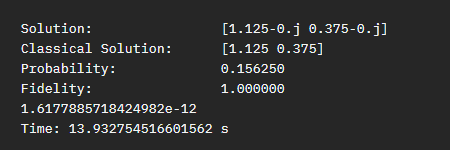 Solution: [1.125-0.j 0.375-0.j]
Classical Solution: [1.125 0.375]
Probability: 0.156250
Fidelity: 1.000000
1.6177885718424982e-12
Time: 13.932754516601562 s